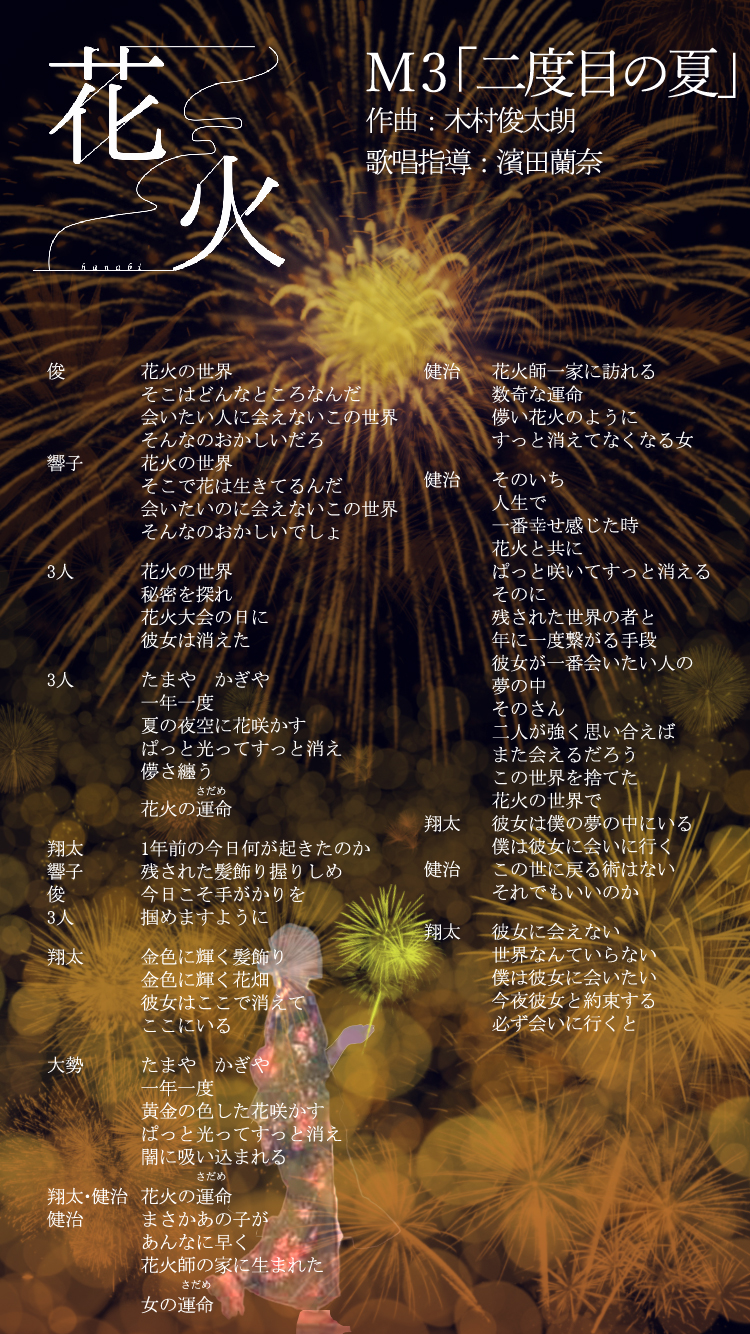 花火
hanabi
M3「二度目の夏」
作曲：木村俊太朗
歌唱指導：濱田蘭奈
俊 花火の世界
そこはどんなところなんだ
会いたい人に会えないこの世界
そんなのおかしいだろ
響子 花火の世界
そこで花は生きてるんだ
会いたいのに会えないこの世界
そんなのおかしいでしょ
3人 花火の世界
秘密を探れ
花火大会の日に
彼女は消えた
3人 たまや　かぎや
一年一度
夏の夜空に花咲かす
ぱっと光ってすっと消え
儚さ纏う
さだめ
花火の運命
翔太 1年前の今日何が起きたのか
響子 残された髪飾り握りしめ
俊 今日こそ手がかりを
3人 掴めますように
翔太 金色に輝く髪飾り
金色に輝く花畑
彼女はここで消えて
ここにいる
大勢 たまや　かぎや
一年一度
黄金の色した花咲かす
ぱっと光ってすっと消え
闇に吸い込まれる
さだめ
翔太・健治 花火の運命
健治 まさかあの子が
あんなに早く
花火師の家に生まれた
さだめ
女の運命
健治 花火師一家に訪れる
数奇な運命
儚い花火のように
すっと消えてなくなる女
健治 そのいち
人生で
一番幸せ感じた時
花火と共に
ぱっと咲いてすっと消える
そのに
残された世界の者と
年に一度繋がる手段
彼女が一番会いたい人の
夢の中
そのさん
二人が強く思い合えば
また会えるだろう
この世界を捨てた
花火の世界で
翔太 彼女は僕の夢の中にいる
僕は彼女に会いに行く
健治 この世に戻る術はない
それでもいいのか
翔太 彼女に会えない
世界なんていらない
僕は彼女に会いたい
今夜彼女と約束する
必ず会いに行くと